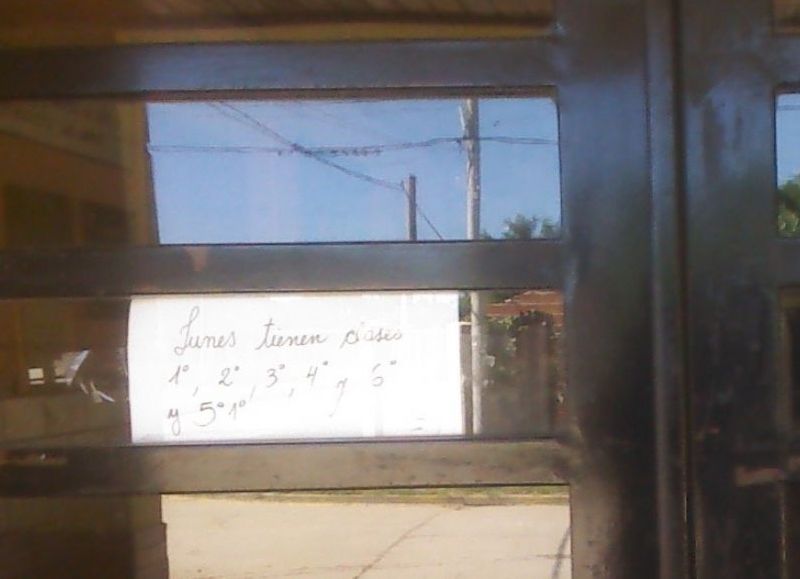 Lunes tienen clases
1°, 2°, 3°, 4° y 6°
y 5° 1°